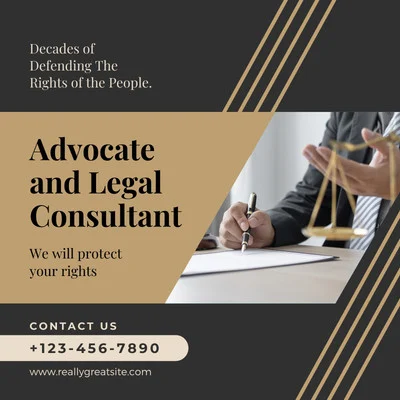 Decades of
Defending The
Rights of the People.
Advocate
and Legal
Consultant
We will protect
your rights
CONTACT US
+123-456-7890
www.reallygreatsite.com